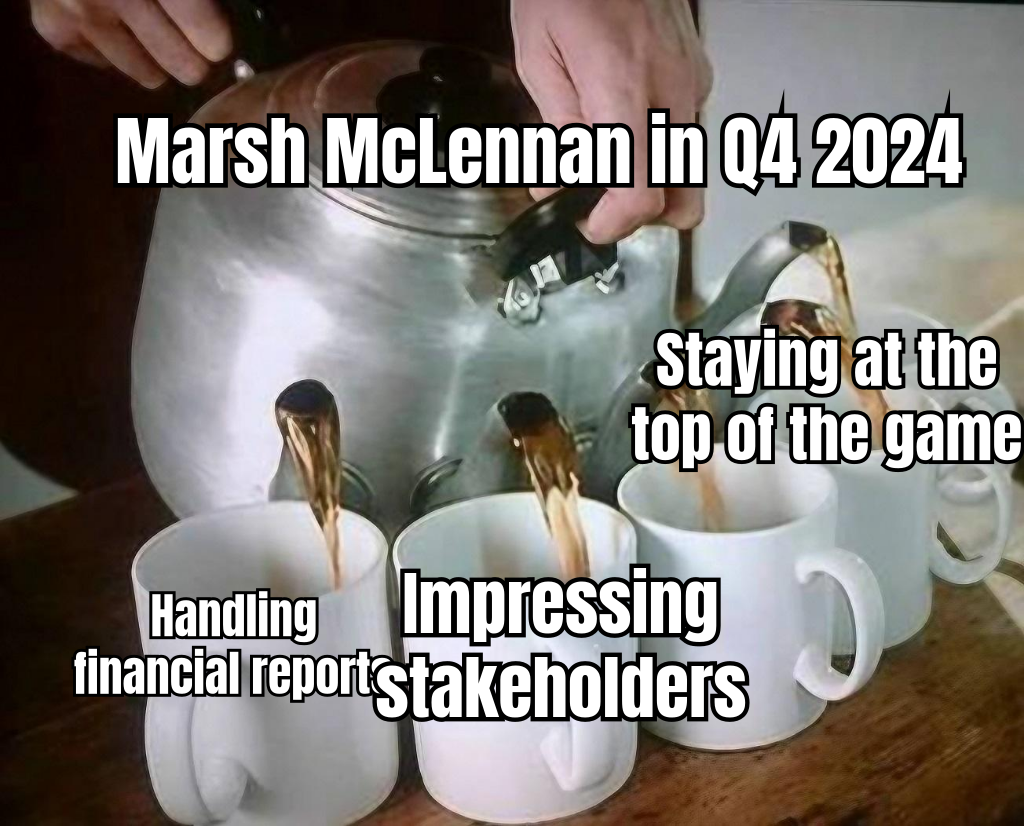 Marsh McLennan in Q4 2024
Staying at the
top of the game
Handling
financial reports
Impressing
stakeholders